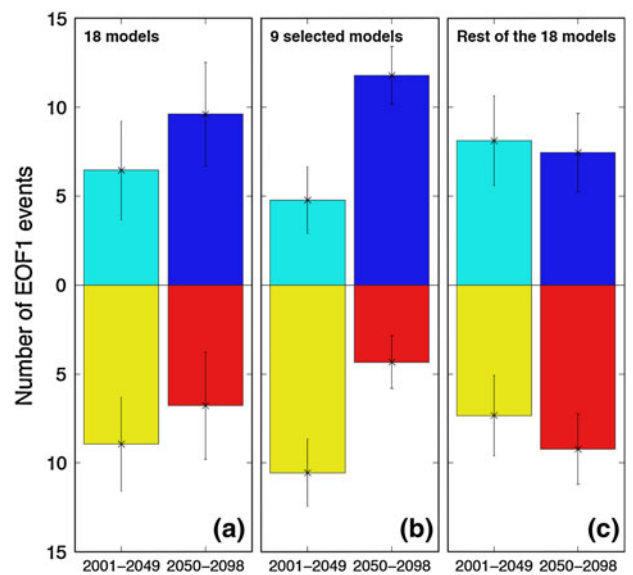 18 models
9 selected models
Rest of the 18 models
Number of EOF1 events
15
10
5
0
5
10
15
(a)
(b)
(c)
2001–2049 2050–2098 2001–2049 2050–2098 2001–2049 2050–2098